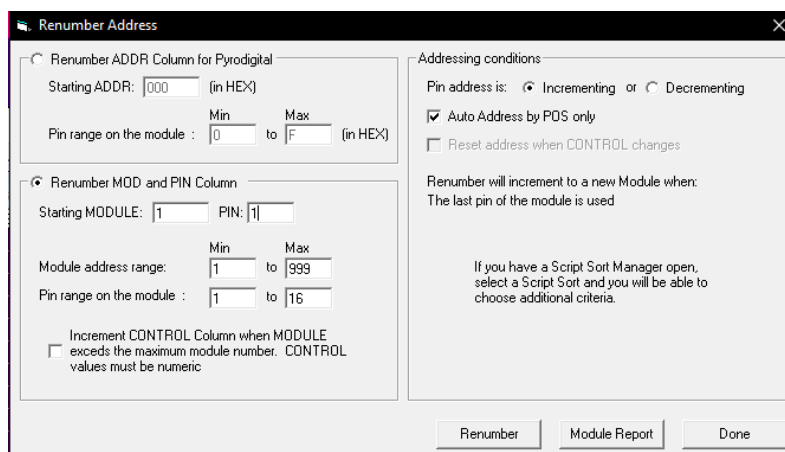 Renumber Address
Renumber ADDR Column for Pyrodigital
Starting ADDR: 000 (in HEX)
Min Max
Pin range on the module : 0 to F (in HEX)
Renumber MOD and PIN Column
Starting MODULE: 1 PIN: 1
Min Max
Module address range: 1 to 999
Pin range on the module : 1 to 16
Increment CONTROL Column when MODULE
exceeds the maximum module number. CONTROL
values must be numeric
Addressing conditions
Pin address is: Incrementing or Decrementing
Auto Address by POS only
Reset address when CONTROL changes
Renumber will increment to a new Module when:
The last pin of the module is used
If you have a Script Sort Manager open,
select a Script Sort and you will be able to
choose additional criteria.
Renumber Module Report Done